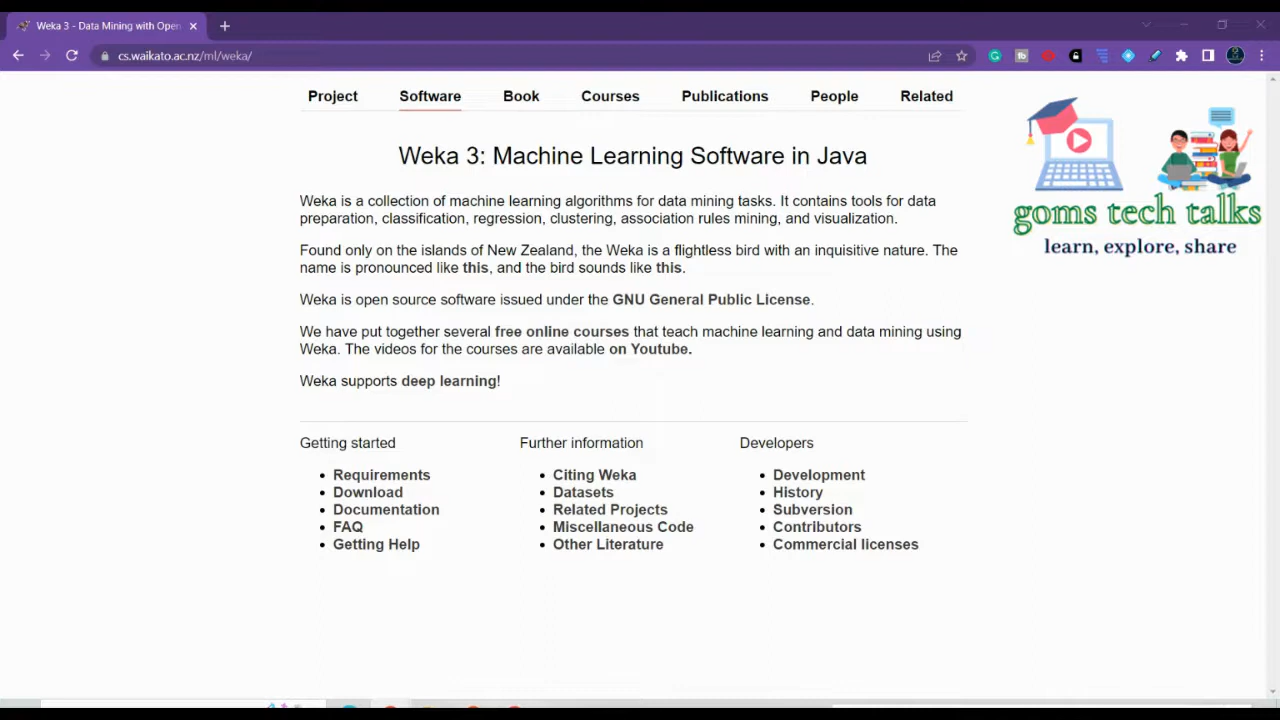 Weka 3 - Data Mining with Open
cs.waikato.ac.nz/ml/weka/
Project Software Book Courses Publications People Related
Weka 3: Machine Learning Software in Java
Weka is a collection of machine learning algorithms for data mining tasks. It contains tools for data
preparation, classification, regression, clustering, association rules mining, and visualization.
Found only on the islands of New Zealand, the Weka is a flightless bird with an inquisitive nature. The
name is pronounced like this, and the bird sounds like this.
Weka is open source software issued under the GNU General Public License.
We have put together several free online courses that teach machine learning and data mining using
Weka. The videos for the courses are available on Youtube.
Weka supports deep learning!
Getting started
Requirements
Download
Documentation
FAQ
Getting Help
Further information
Citing Weka
Datasets
Related Projects
Miscellaneous Code
Other Literature
Developers
Development
History
Subversion
Contributors
Commercial licenses
goms tech talks
learn, explore, share